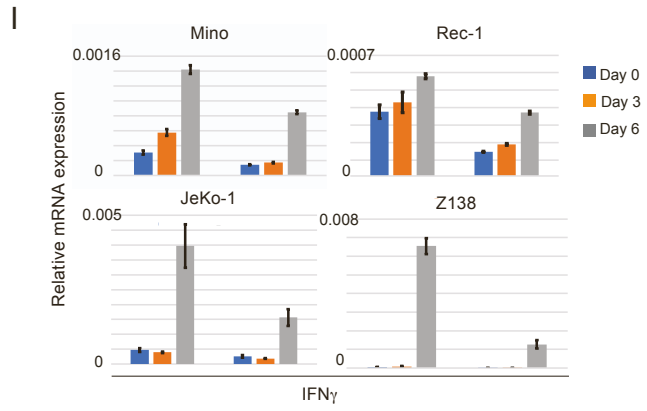 I
Mino
Rec-1
0.0016
0
0.0007
0
Day 0
Day 3
Day 6
Relative mRNA expression
JeKo-1
Z138
0.005
0
0.008
0
IFNγ